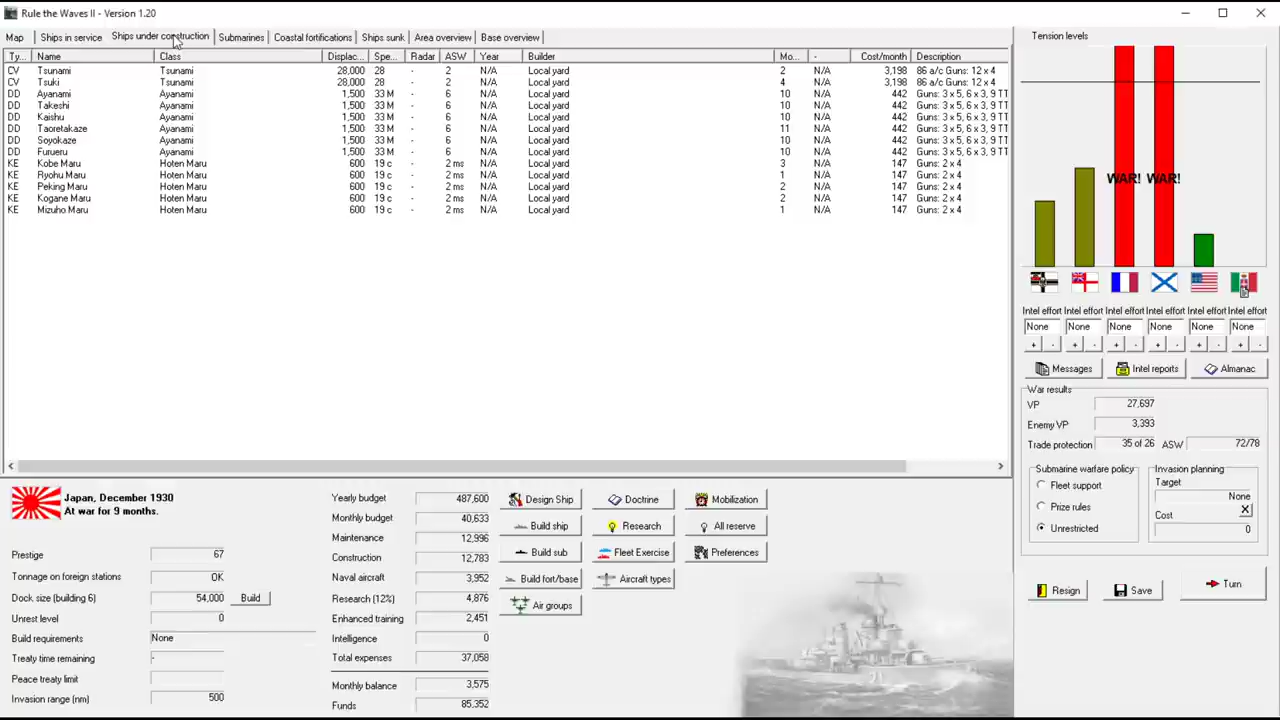 Rule the Waves II - Version 1.20
Map Ships in service Ships under construction Submarines Coastal fortifications Ships sunk Area overview Base overview
Ty... Name Class Displac... Spe... Radar ASW Year Builder Mo... - Cost/month Description
CV Tsunami Tsunami 28,000 28 - 2 N/A Local yard 2 N/A 3,198 86 a/c Guns: 12 x 4
CV Tsuki Tsunami 28,000 28 - 2 N/A Local yard 4 N/A 3,198 86 a/c Guns: 12 x 4
DD Ayanami Ayanami 1,500 33 M - 6 N/A Local yard 10 N/A 442 Guns: 3 x 5, 6 x 3, 9 TT
DD Takeshi Ayanami 1,500 33 M - 6 N/A Local yard 10 N/A 442 Guns: 3 x 5, 6 x 3, 9 TT
DD Kaishu Ayanami 1,500 33 M - 6 N/A Local yard 10 N/A 442 Guns: 3 x 5, 6 x 3, 9 TT
DD Taoretakaze Ayanami 1,500 33 M - 6 N/A Local yard 11 N/A 442 Guns: 3 x 5, 6 x 3, 9 TT
DD Soyokaze Ayanami 1,500 33 M - 6 N/A Local yard 10 N/A 442 Guns: 3 x 5, 6 x 3, 9 TT
DD Furueru Ayanami 1,500 33 M - 6 N/A Local yard 10 N/A 442 Guns: 3 x 5, 6 x 3, 9 TT
KE Kobe Maru Hoten Maru 600 19 c - 2 ms N/A Local yard 3 N/A 147 Guns: 2 x 4
KE Ryohu Maru Hoten Maru 600 19 c - 2 ms N/A Local yard 1 N/A 147 Guns: 2 x 4
KE Peking Maru Hoten Maru 600 19 c - 2 ms N/A Local yard 2 N/A 147 Guns: 2 x 4
KE Kogane Maru Hoten Maru 600 19 c - 2 ms N/A Local yard 2 N/A 147 Guns: 2 x 4
KE Mizuho Maru Hoten Maru 600 19 c - 2 ms N/A Local yard 1 N/A 147 Guns: 2 x 4
Tension levels
WAR! WAR!
Intel effort Intel effort Intel effort Intel effort Intel effort Intel effort
None None None None None None
+ - + - + - + - + - + -
Messages Intel reports Almanac
War results
VP 27,697
Enemy VP 3,393
Trade protection 35 of 26 ASW 72/78
Submarine warfare policy
Fleet support
Prize rules
Unrestricted
Invasion planning
Target
None
Cost X
0
Resign Save Turn
Japan, December 1930
At war for 9 months.
Prestige 67
Tonnage on foreign stations OK
Dock size (building 6) 54,000 Build
Unrest level 0
Build requirements None
Treaty time remaining -
Peace treaty limit
Invasion range (nm) 500
Yearly budget 487,600
Monthly budget 40,633
Maintenance 12,996
Construction 12,783
Naval aircraft 3,952
Research (12%) 4,876
Enhanced training 2,451
Intelligence 0
Total expenses 37,058
Monthly balance 3,575
Funds 85,352
Design Ship Doctrine Mobilization
Build ship Research All reserve
Build sub Fleet Exercise Preferences
Build fort/base Aircraft types
Air groups